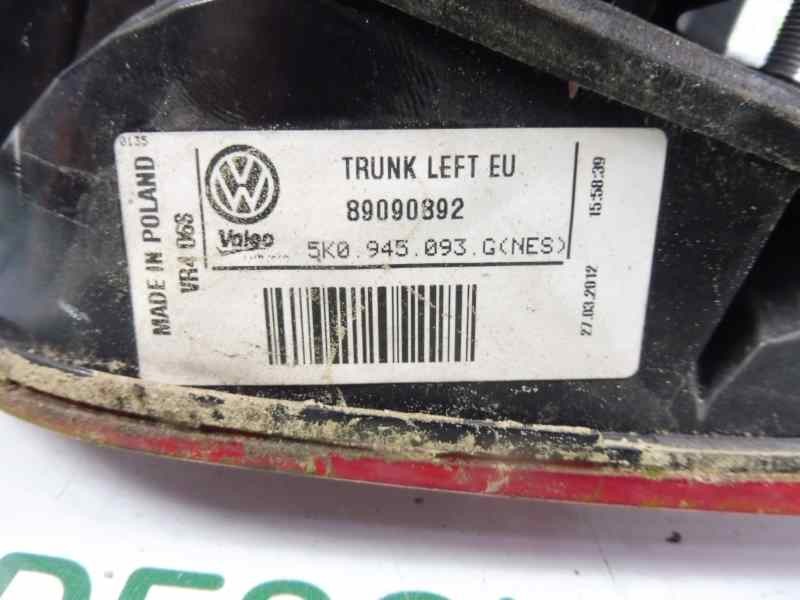 0135
MADE IN POLAND
VR4 06S
Valeo
TRUNK LEFT EU
89090892
5K0.945.093.G(NES)
27.03.2012 15:58:39